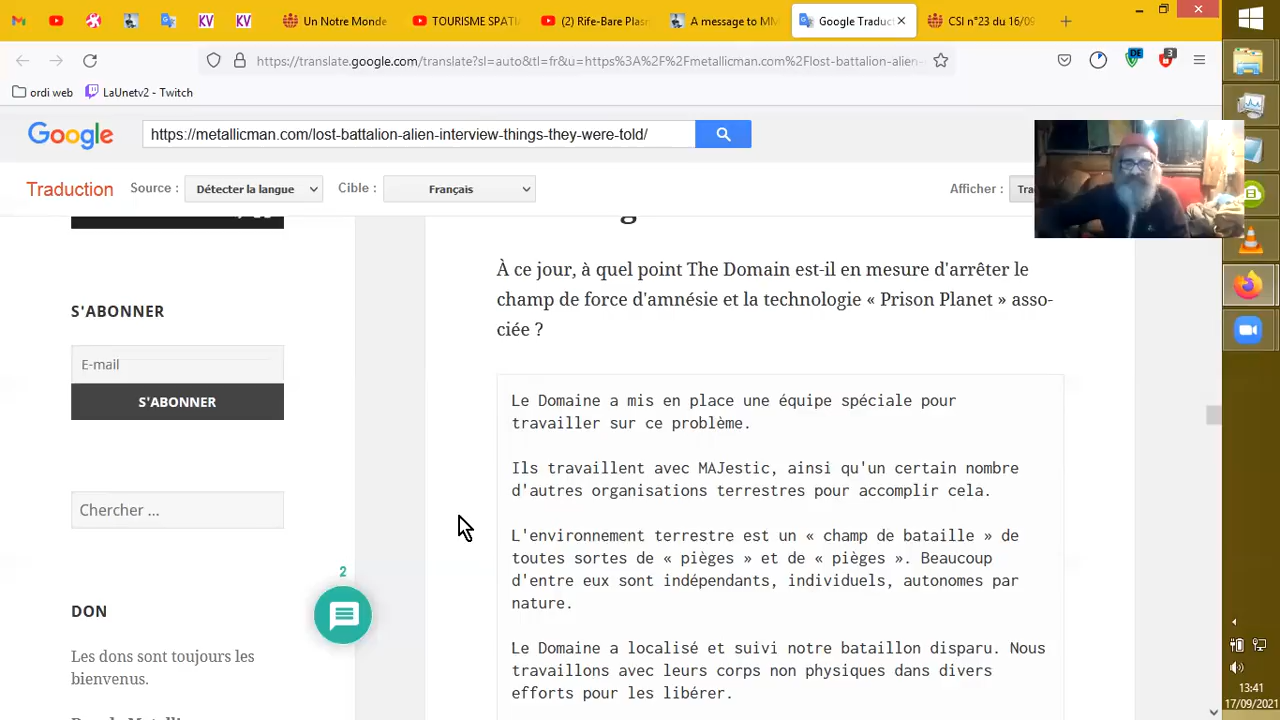 Un Notre Monde
TOURISME SPATI
(2) Rife-Bare Plasm
A message to MM
Google Traduc
CSI n°23 du 16/09
https://translate.google.com/translate?sl=auto&tl=fr&u=https%3A%2F%2Fmetallicman.com%2Flost-battalion-alien-
ordi web
LaUnetv2 - Twitch
DE
3
Google
https://metallicman.com/lost-battalion-alien-interview-things-they-were-told/
Traduction
Source :
Détecter la langue
Cible :
Français
Afficher :
Tra
À ce jour, à quel point The Domain est-il en mesure d'arrêter le
champ de force d'amnésie et la technologie « Prison Planet » asso-
ciée ?
S'ABONNER
E-mail
S'ABONNER
Chercher ...
2
DON
Les dons sont toujours les
bienvenus.
Le Domaine a mis en place une équipe spéciale pour
travailler sur ce problème.
Ils travaillent avec MAJestic, ainsi qu'un certain nombre
d'autres organisations terrestres pour accomplir cela.
L'environnement terrestre est un « champ de bataille » de
toutes sortes de « pièges » et de « pièges ». Beaucoup
d'entre eux sont indépendants, individuels, autonomes par
nature.
Le Domaine a localisé et suivi notre bataillon disparu. Nous
travaillons avec leurs corps non physiques dans divers
efforts pour les libérer.
13:41
17/09/2021